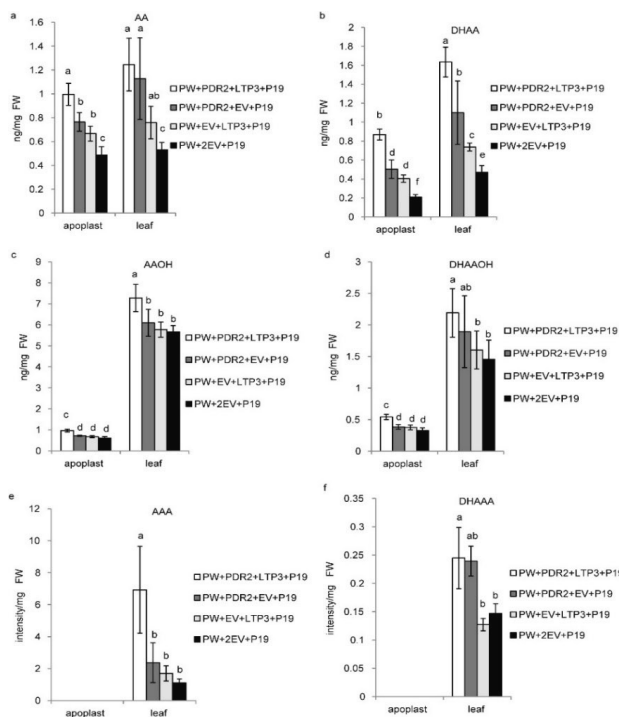 a
AA
ng/mg FW
1.6
1.4
1.2
1
0.8
0.6
0.4
0.2
0
a
b
b
c
a
a
ab
c
apoplast
leaf
PW+PDR2+LTP3+P19
PW+PDR2+EV+P19
PW+EV+LTP3+P19
PW+2EV+P19
b
DHAA
ng/mg FW
2
1.8
1.6
1.4
1.2
1
0.8
0.6
0.4
0.2
0
b
d
d
f
a
b
c
e
apoplast
leaf
PW+PDR2+LTP3+P19
PW+PDR2+EV+P19
PW+EV+LTP3+P19
PW+2EV+P19
c
AAOH
ng/mg FW
9
8
7
6
5
4
3
2
1
0
c
d
d
d
a
b
b
b
apoplast
leaf
PW+PDR2+LTP3+P19
PW+PDR2+EV+P19
PW+EV+LTP3+P19
PW+2EV+P19
d
DHAAOH
ng/mg FW
3
2.5
2
1.5
1
0.5
0
c
d
d
d
a
ab
b
b
apoplast
leaf
PW+PDR2+LTP3+P19
PW+PDR2+EV+P19
PW+EV+LTP3+P19
PW+2EV+P19
e
AAA
intensity/mg FW
12
10
8
6
4
2
0
a
b
b
b
apoplast
leaf
PW+PDR2+LTP3+P19
PW+PDR2+EV+P19
PW+EV+LTP3+P19
PW+2EV+P19
f
DHAAA
intensity/mg FW
0.35
0.3
0.25
0.2
0.15
0.1
0.05
0
a
ab
b
b
apoplast
leaf
PW+PDR2+LTP3+P19
PW+PDR2+EV+P19
PW+EV+LTP3+P19
PW+2EV+P19